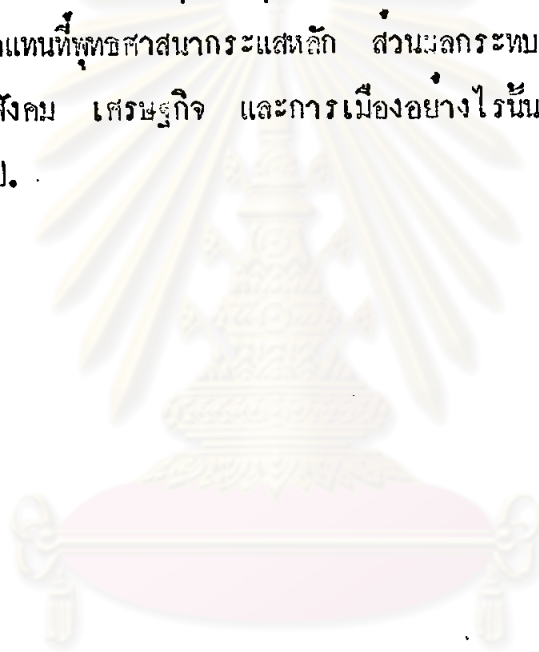 แทนที่พุทธศาสนากระแสหลัก ส่วนผลกระทบ
สังคม เศรษฐกิจ และการเมืองอย่างไรนั้น
ป.